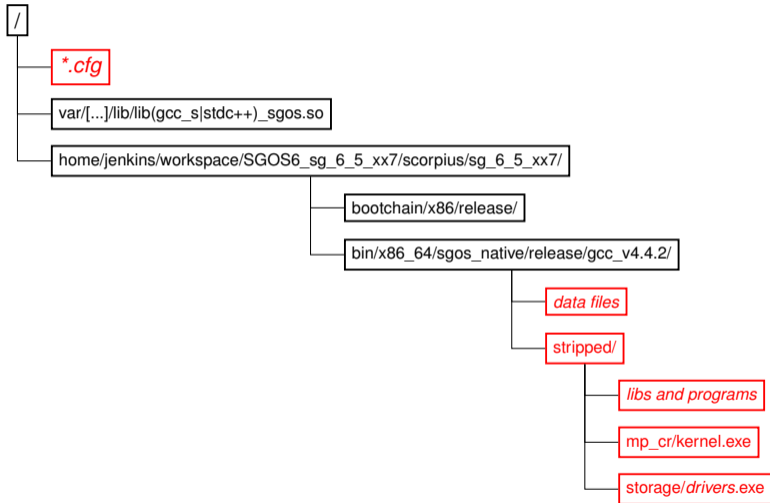 /
*.cfg
var/[...]/lib/lib(gcc_s|stdc++)_sgos.so
home/jenkins/workspace/SGOS6_sg_6_5_xx7/scorpius/sg_6_5_xx7/
bootchain/x86/release/
bin/x86_64/sgos_native/release/gcc_v4.4.2/
data files
stripped/
libs and programs
mp_cr/kernel.exe
storage/drivers.exe